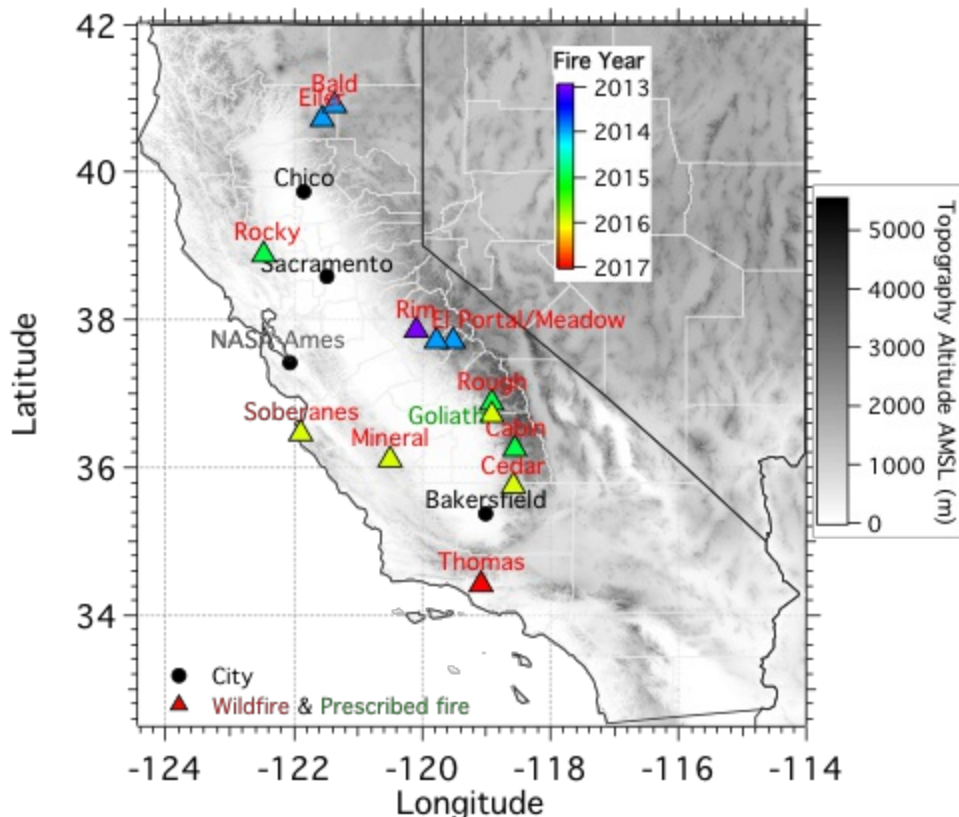 42
40
38
36
34
Latitude
-124
-122
-120
-118
-116
-114
Longitude
Fire Year
2013
2014
2015
2016
2017
5000
4000
3000
2000
1000
0
Topography Altitude AMSL (m)
Bald
Eiler
Chico
Rocky
Sacramento
Rim
El Portal/Meadow
NASA Ames
Rough
Goliath
Soberanes
Cabin
Mineral
Cedar
Bakersfield
Thomas
City
Wildfire & Prescribed fire